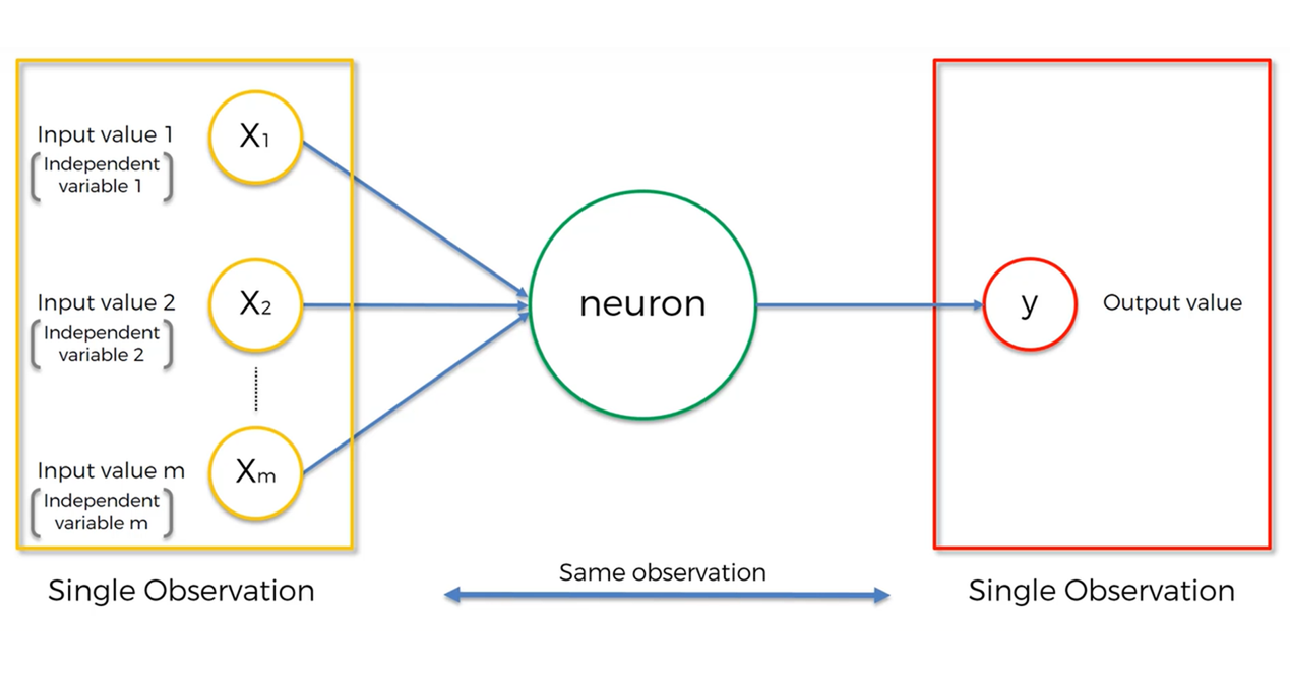 Input value 1
Independent
variable 1
X1
Input value 2
Independent
variable 2
X2
Input value m
Independent
variable m
Xm
Single Observation
neuron
Same observation
y
Output value
Single Observation